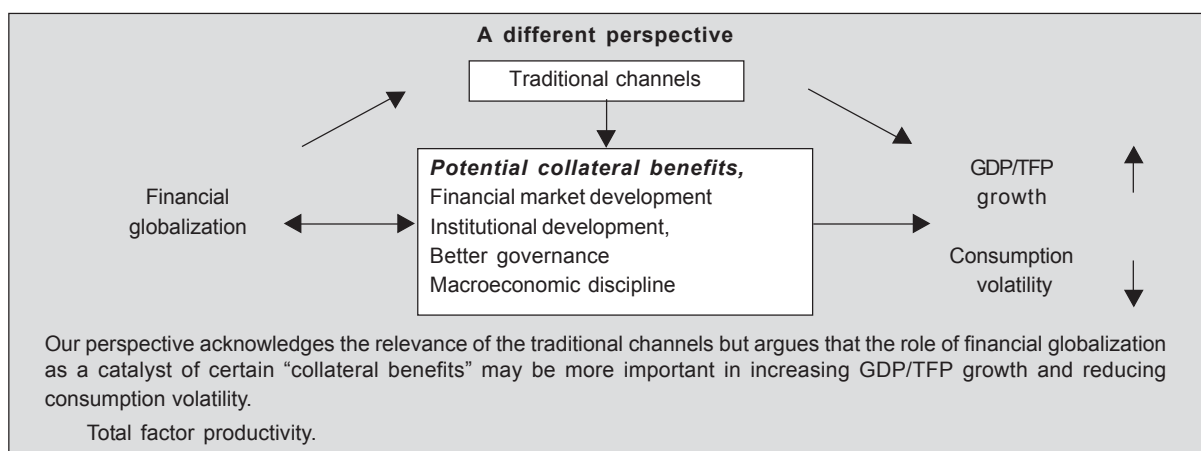 A different perspective
Traditional channels
Potential collateral benefits,
Financial market development
Institutional development,
Better governance
Macroeconomic discipline
Financial
globalization
GDP/TFP
growth
Consumption
volatility
Our perspective acknowledges the relevance of the traditional channels but argues that the role of financial globalization
as a catalyst of certain “collateral benefits” may be more important in increasing GDP/TFP growth and reducing
consumption volatility.
Total factor productivity.